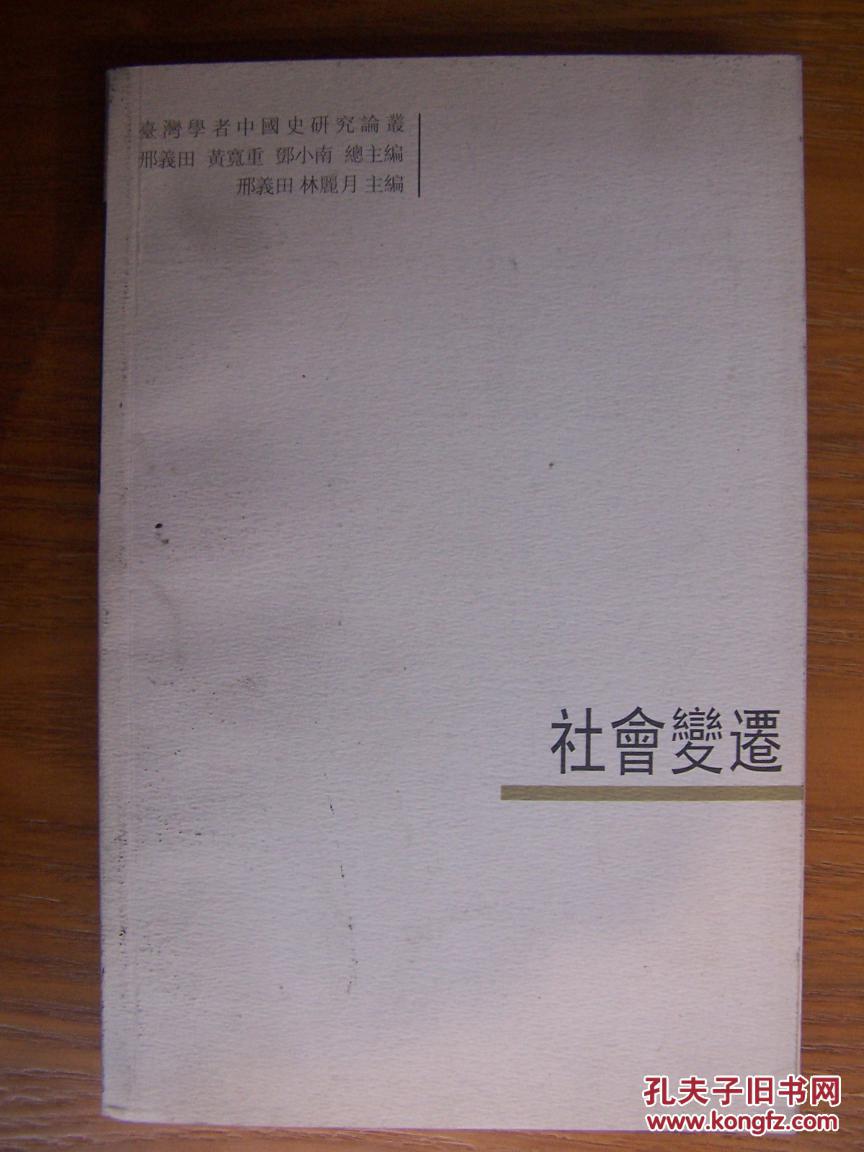 臺灣學者中國史研究論叢
邢義田 黃寬重 鄧小南 總主編
邢義田 林麗月 主編
社會變遷
孔夫子旧书网
www.kongfz.com